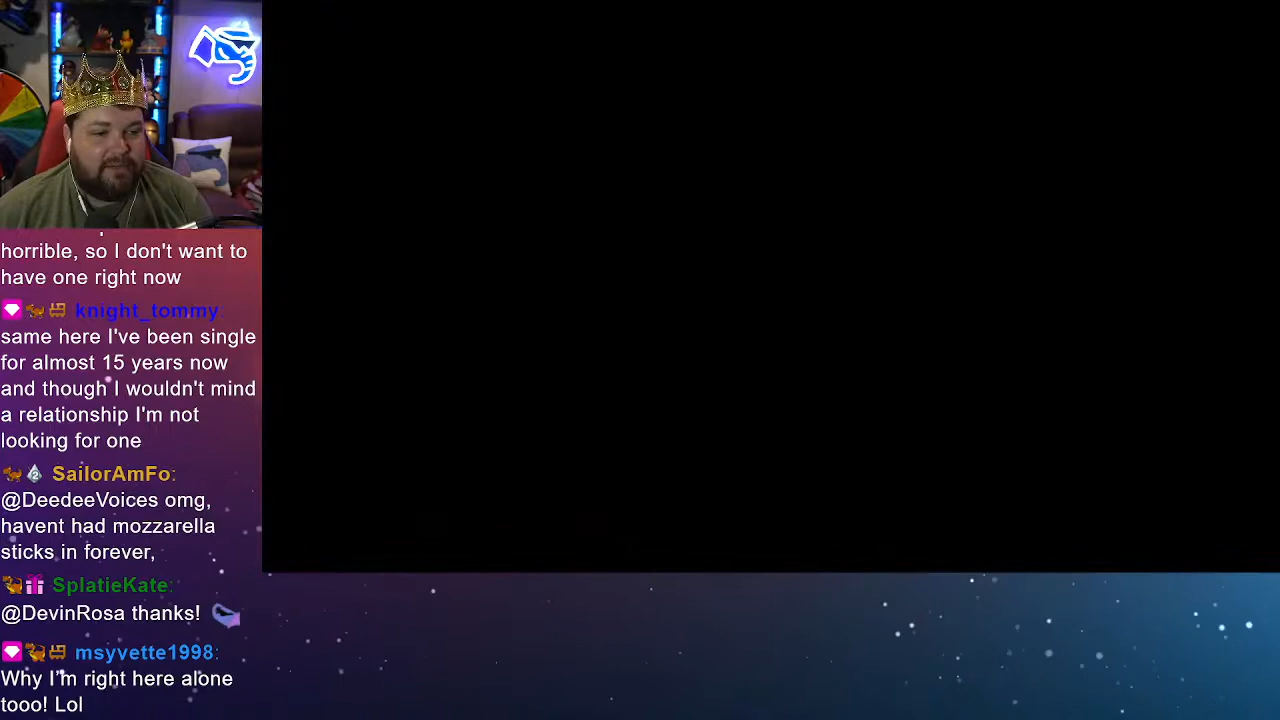 horrible, so I don't want to
have one right now
knight_tommy:
same here I've been single
for almost 15 years now
and though I wouldn't mind
a relationship I'm not
looking for one
SailorAmFo:
@DeedeeVoices omg,
havent had mozzarella
sticks in forever,
SplatieKate:
@DevinRosa thanks!
msyvette1998:
Why I'm right here alone
tooo! Lol